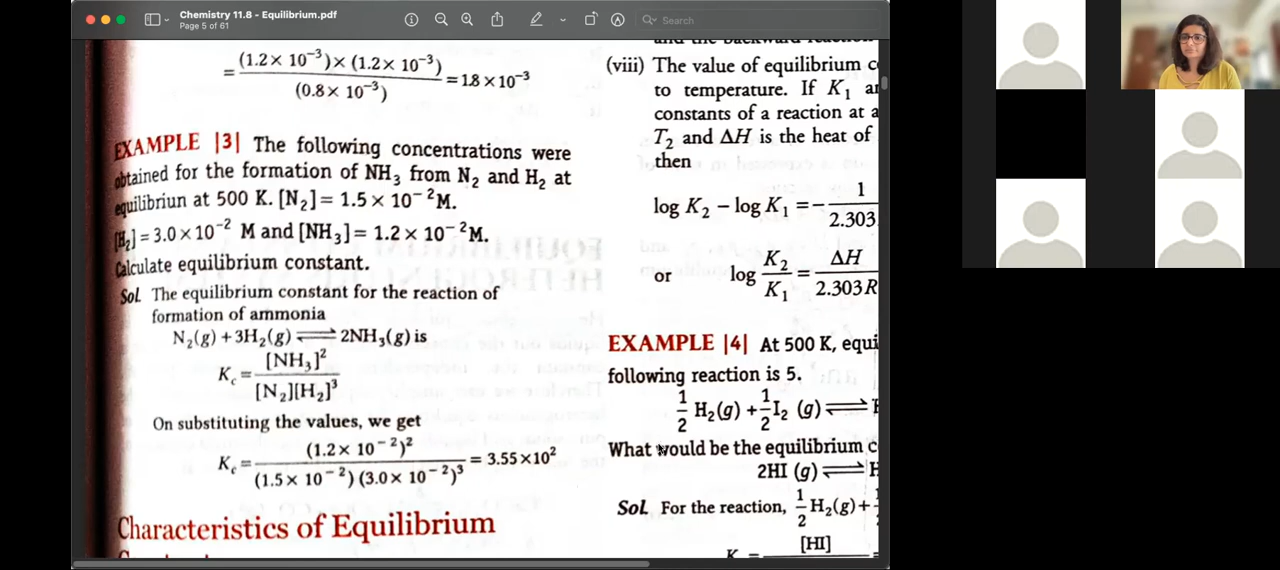 Chemistry 11.8 - Equilibrium.pdf
Page 5 of 61
Search
= (1.2× 10⁻³)× (1.2× 10⁻³) / (0.8× 10⁻³) = 1.8 × 10⁻³
EXAMPLE |3| The following concentrations were
obtained for the formation of NH₃ from N₂ and H₂ at
equilibriun at 500 K. [N₂] = 1.5 × 10⁻² M.
[H₂] = 3.0 × 10⁻² M and [NH₃] = 1.2 × 10⁻² M.
Calculate equilibrium constant.
Sol. The equilibrium constant for the reaction of
formation of ammonia
N₂(g) + 3H₂(g) ⇌ 2NH₃(g) is
K_c = [NH₃]² / [N₂][H₂]³
On substituting the values, we get
K_c = (1.2× 10⁻²)² / (1.5× 10⁻²) (3.0× 10⁻²)³ = 3.55×10²
Characteristics of Equilibrium
(viii) The value of equilibrium c
to temperature. If K₁ an
constants of a reaction at a
T₂ and ΔH is the heat of
then
log K₂ − log K₁ = − 1 / 2.303
or log K₂ / K₁ = ΔH / 2.303 R
EXAMPLE |4| At 500 K, equi
following reaction is 5.
1/2 H₂(g) + 1/2 I₂ (g) ⇌
What would be the equilibrium c
2HI (g) ⇌ H
Sol. For the reaction, 1/2 H₂(g) +
K = [HI]